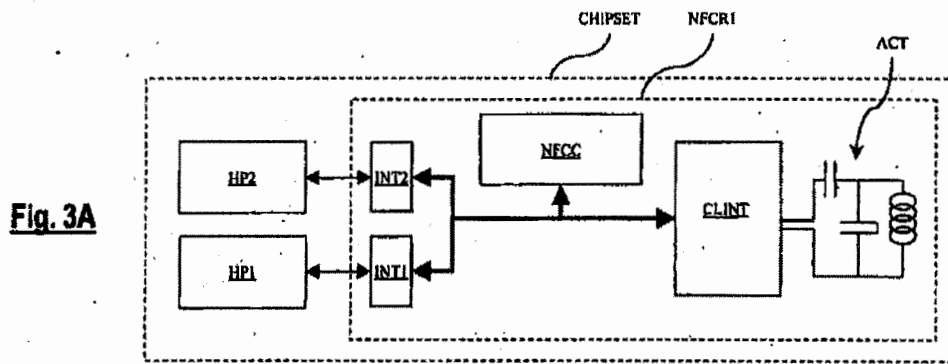 CHIPSET NFCR1
ACT
HP2 INT2 NFCC CLINT
Fig. 3A
HP1 INT1